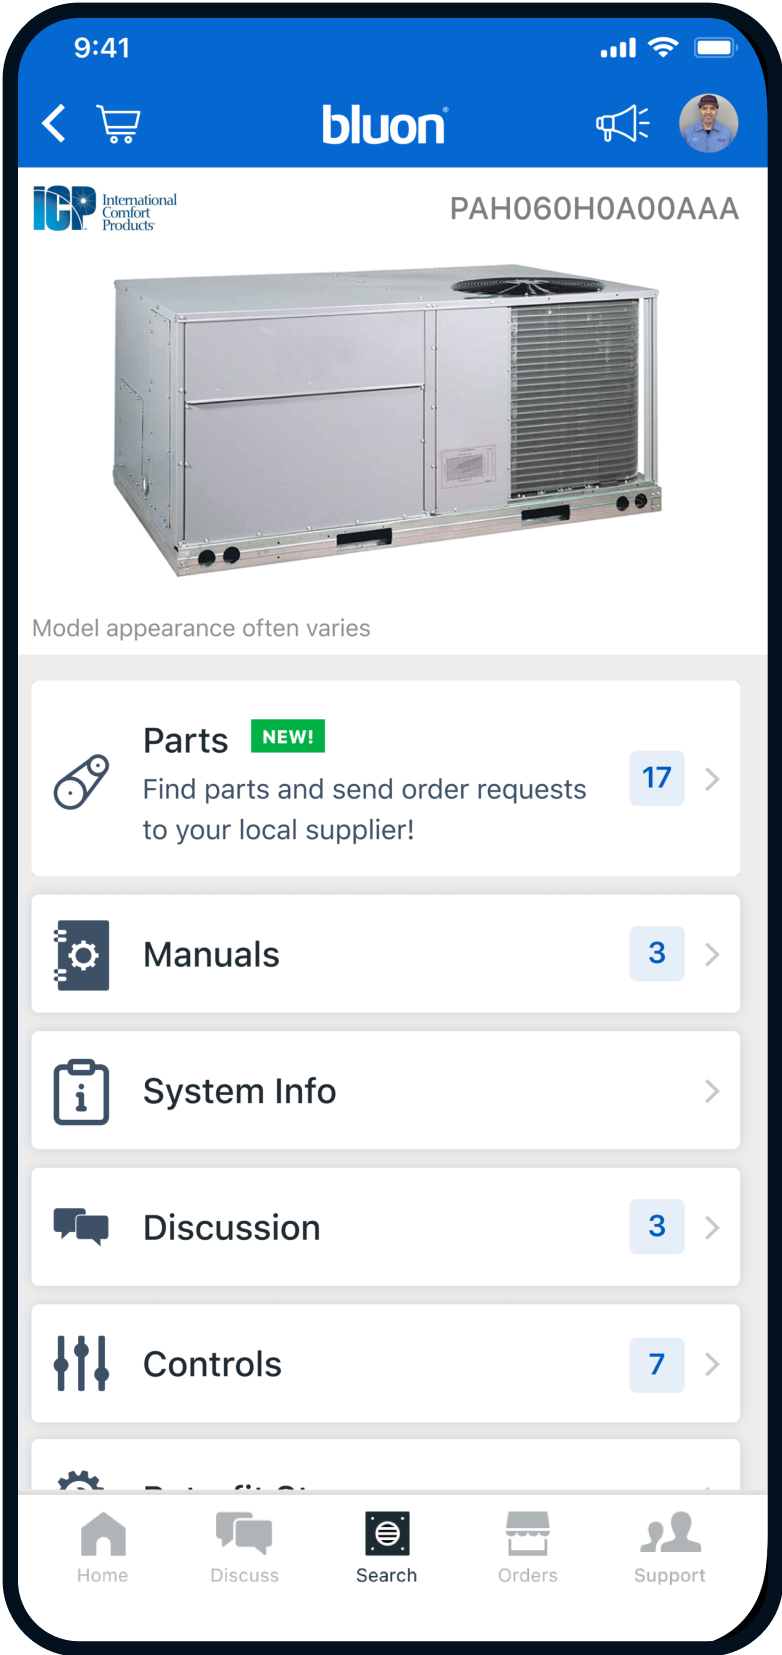 9:41
bluon®
ICP International
Comfort
Products
PAH060H0A00AAA
Model appearance often varies
Parts NEW!
Find parts and send order requests
to your local supplier!
17
Manuals 3
System Info
Discussion 3
Controls 7
Home Discuss Search Orders Support